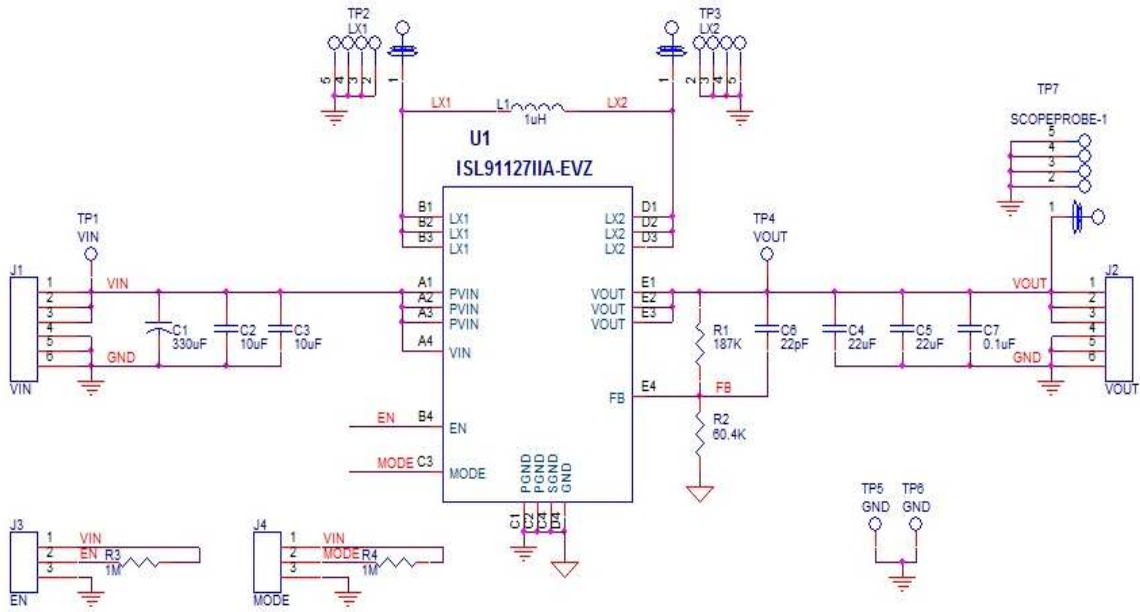 TP2
LX1
TP3
LX2
5
4
3
2
1
1
2
3
4
5
TP7
SCOPEPROBE-1
5
4
3
2
1
LX1
L1
1uH
LX2
U1
ISL91127IIA-EVZ
B1
B2
B3
LX1
LX1
LX1
D1
D2
D3
LX2
LX2
LX2
TP1
VIN
TP4
VOUT
J1
1
2
3
4
5
6
VIN
VIN
GND
C1
330uF
C2
10uF
C3
10uF
A1
A2
A3
A4
PVIN
PVIN
PVIN
VIN
E1
E2
E3
VOUT
VOUT
VOUT
R1
187K
C6
22pF
C4
22uF
C5
22uF
C7
0.1uF
VOUT
GND
J2
1
2
3
4
5
6
VOUT
FB
E4
FB
R2
60.4K
EN
B4
EN
MODE
C3
MODE
PGND
PGND
SGND
GND
C1
C2
C4
D4
TP5
GND
TP6
GND
J3
1
2
3
VIN
EN
R3
1M
EN
J4
1
2
3
VIN
MODE
R4
1M
MODE